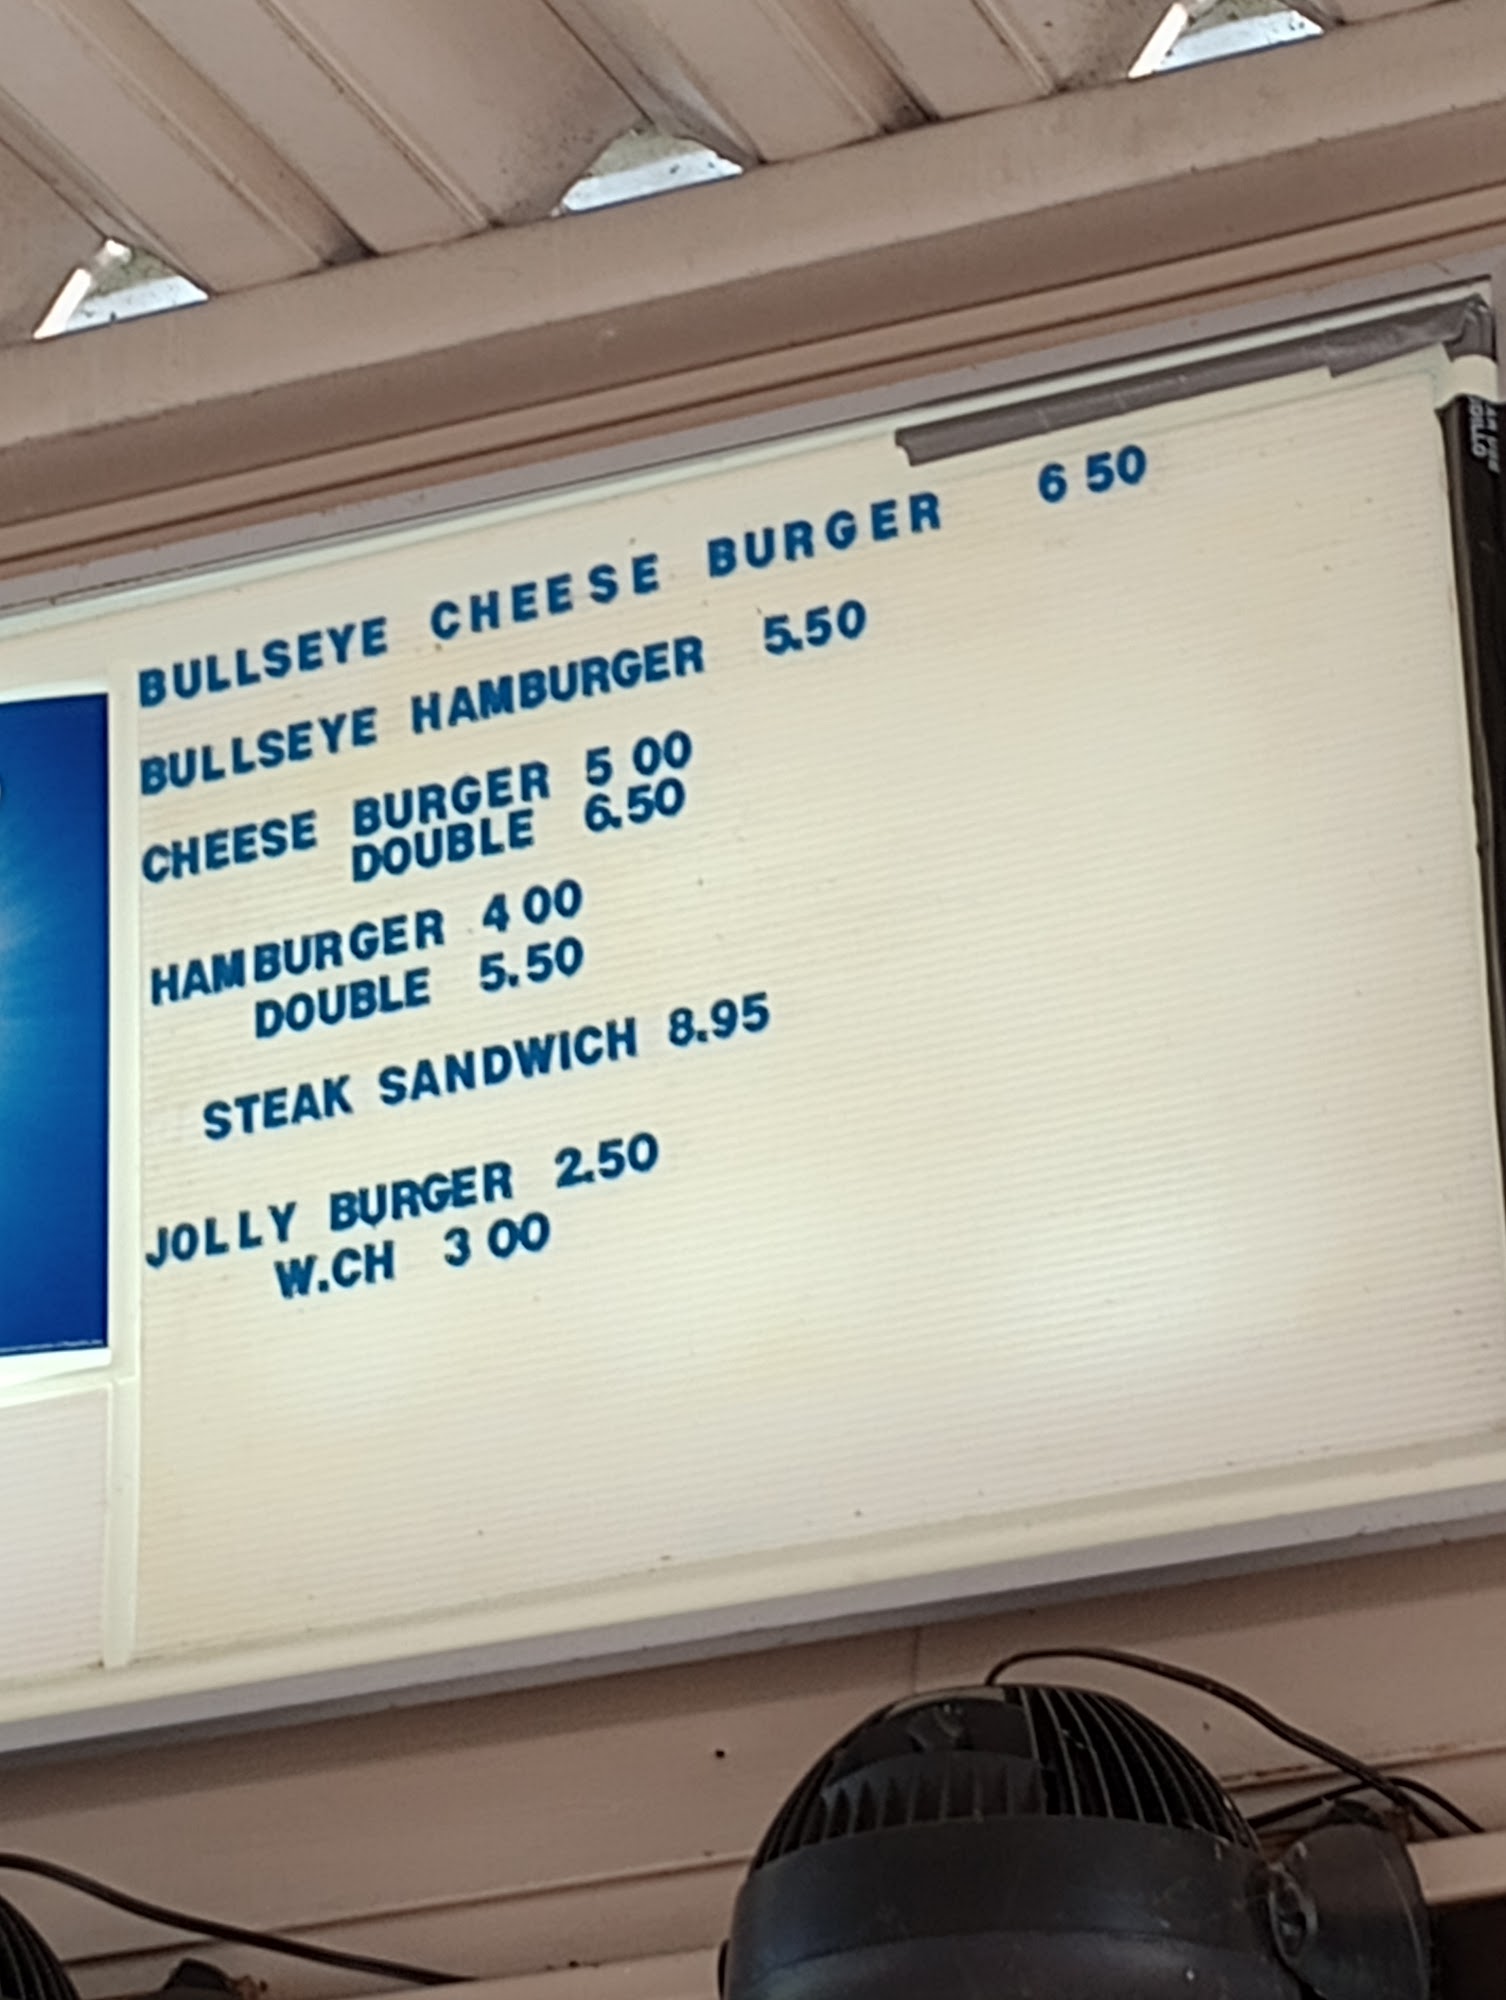 BULLSEYE CHEESE BURGER 6 50
BULLSEYE HAMBURGER 5.50
CHEESE BURGER 5 00
DOUBLE 6.50
HAMBURGER 4 00
DOUBLE 5.50
STEAK SANDWICH 8.95
JOLLY BURGER 2.50
W.CH 3 00